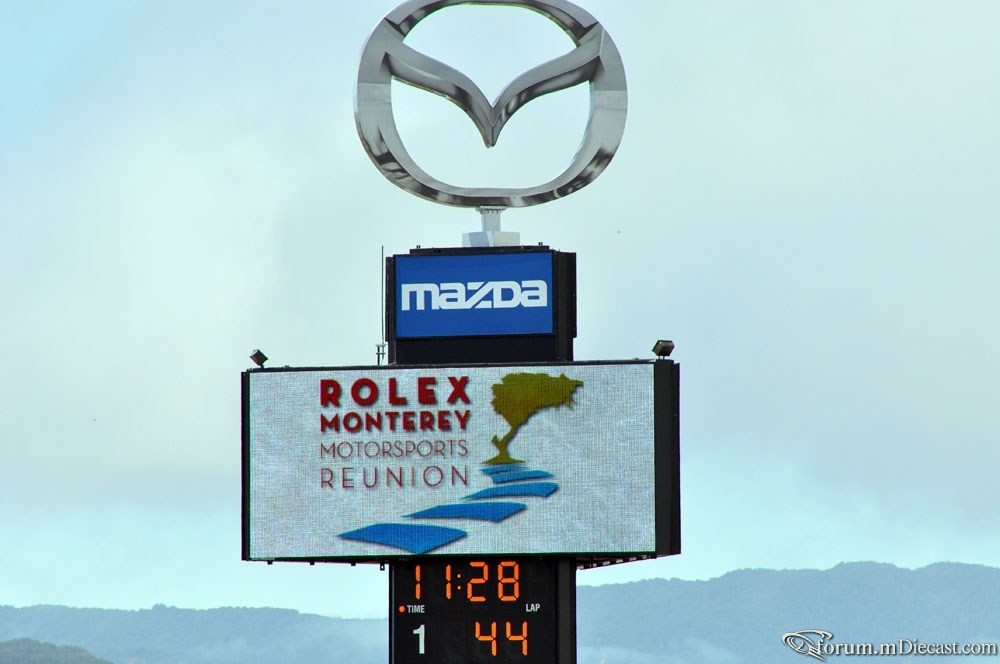 mazda
ROLEX
MONTEREY
MOTORSPORTS
REUNION
11:28
TIME LAP
1 44
forum.mDiecast.com